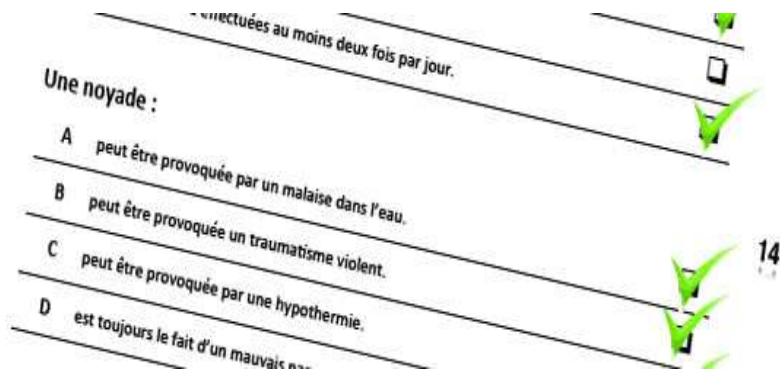 effectuées au moins deux fois par jour.
Une noyade :
A peut être provoquée par un malaise dans l'eau.
B peut être provoquée un traumatisme violent.
C peut être provoquée par une hypothermie.
D est toujours le fait d'un mauvais
14